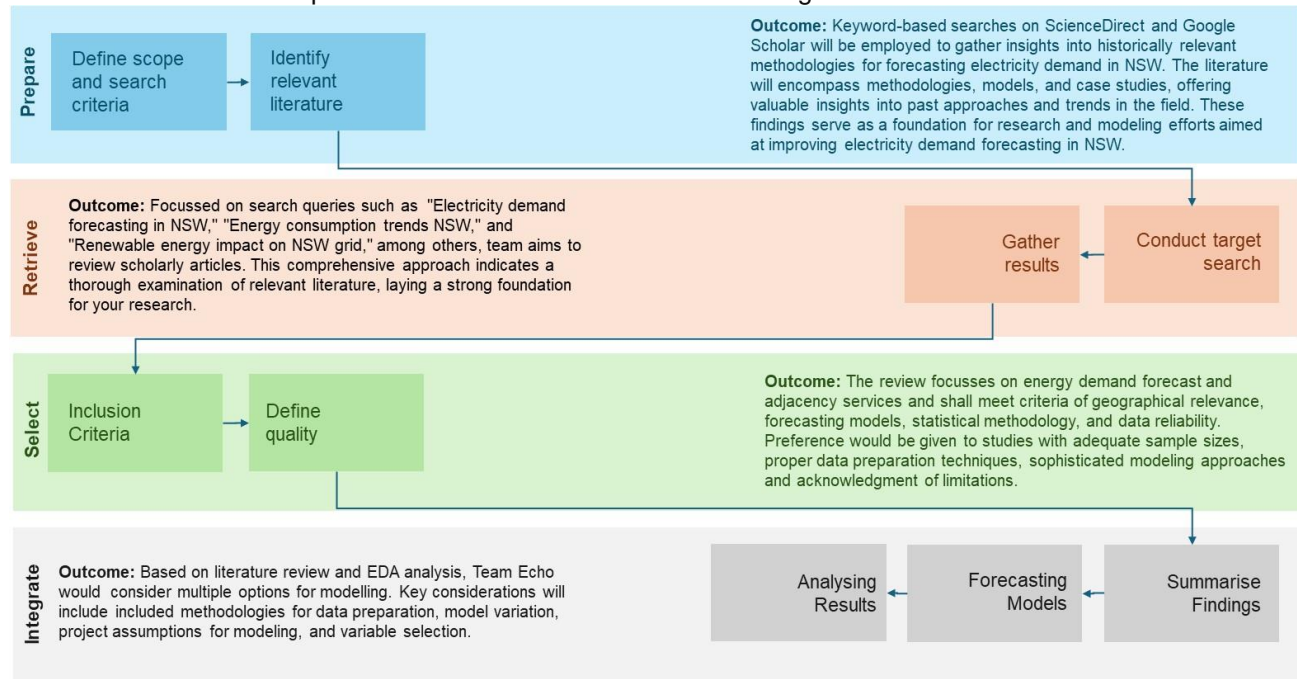 Prepare
Define scope
and search
criteria
Identify
relevant
literature
Outcome: Keyword-based searches on ScienceDirect and Google
Scholar will be employed to gather insights into historically relevant
methodologies for forecasting electricity demand in NSW. The literature
will encompass methodologies, models, and case studies, offering
valuable insights into past approaches and trends in the field. These
findings serve as a foundation for research and modeling efforts aimed
at improving electricity demand forecasting in NSW.
Retrieve
Outcome: Focussed on search queries such as "Electricity demand
forecasting in NSW," "Energy consumption trends NSW," and
"Renewable energy impact on NSW grid," among others, team aims to
review scholarly articles. This comprehensive approach indicates a
thorough examination of relevant literature, laying a strong foundation
for your research.
Gather
results
Conduct target
search
Select
Inclusion
Criteria
Define
quality
Outcome: The review focusses on energy demand forecast and
adjacency services and shall meet criteria of geographical relevance,
forecasting models, statistical methodology, and data reliability.
Preference would be given to studies with adequate sample sizes,
proper data preparation techniques, sophisticated modeling approaches
and acknowledgment of limitations.
Integrate
Outcome: Based on literature review and EDA analysis, Team Echo
would consider multiple options for modelling. Key considerations will
include included methodologies for data preparation, model variation,
project assumptions for modeling, and variable selection.
Analysing
Results
Forecasting
Models
Summarise
Findings